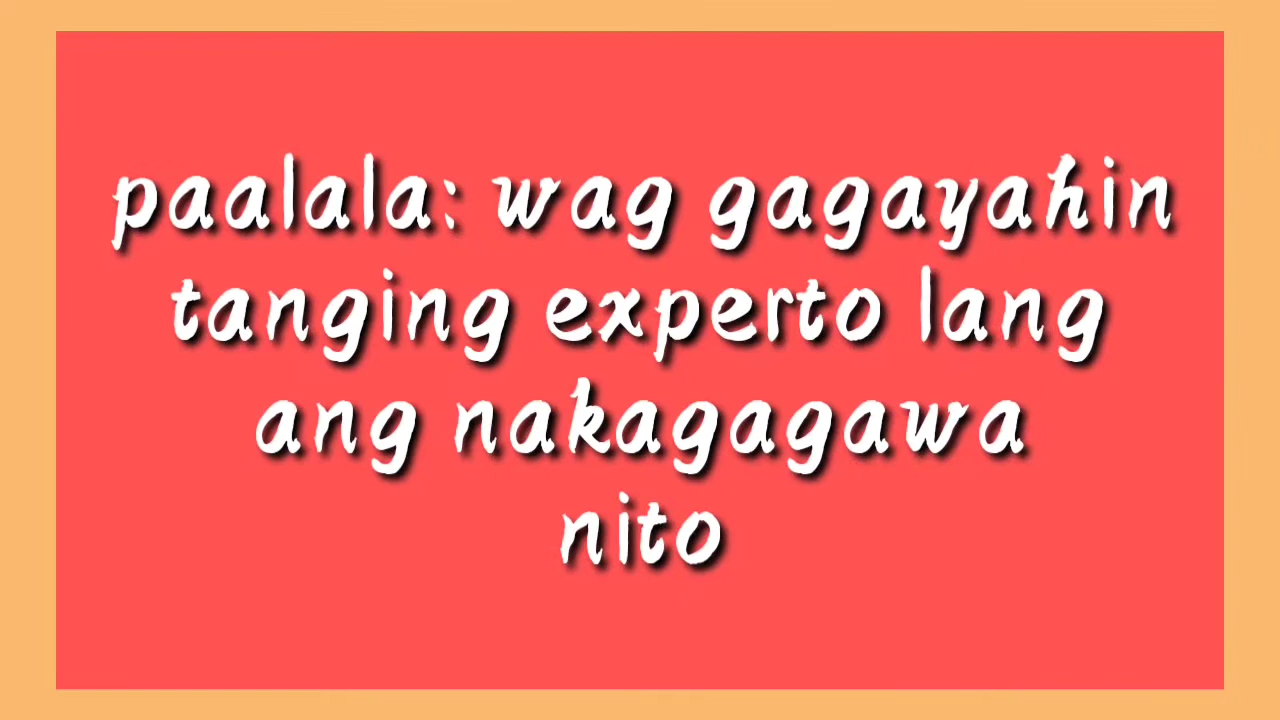 paalala: wag gagayahin
tanging experto lang
ang nakagagawa
nito